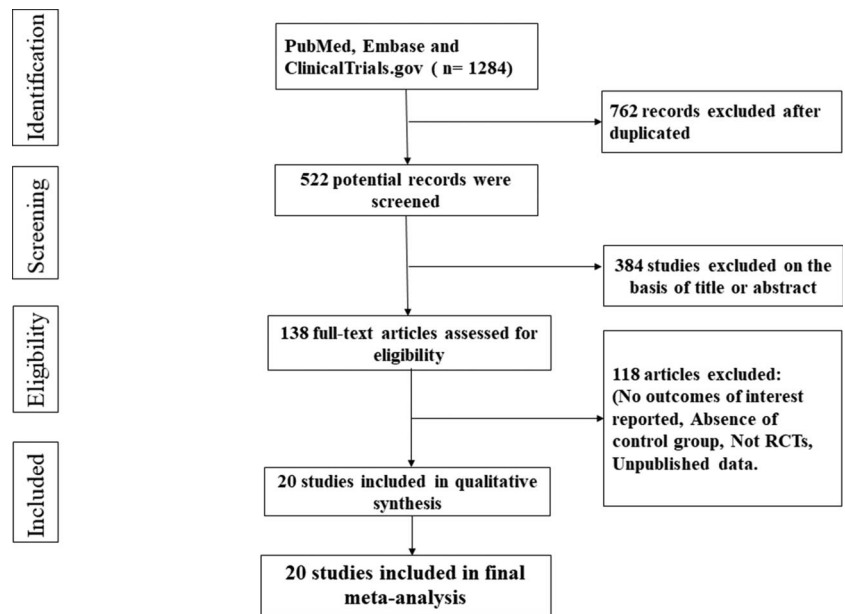 Identification
PubMed, Embase and
ClinicalTrials.gov ( n= 1284)
762 records excluded after
duplicated
Screening
522 potential records were
screened
384 studies excluded on the
basis of title or abstract
Eligibility
138 full-text articles assessed for
eligibility
118 articles excluded:
(No outcomes of interest
reported, Absence of
control group, Not RCTs,
Unpublished data.
Included
20 studies included in qualitative
synthesis
20 studies included in final
meta-analysis